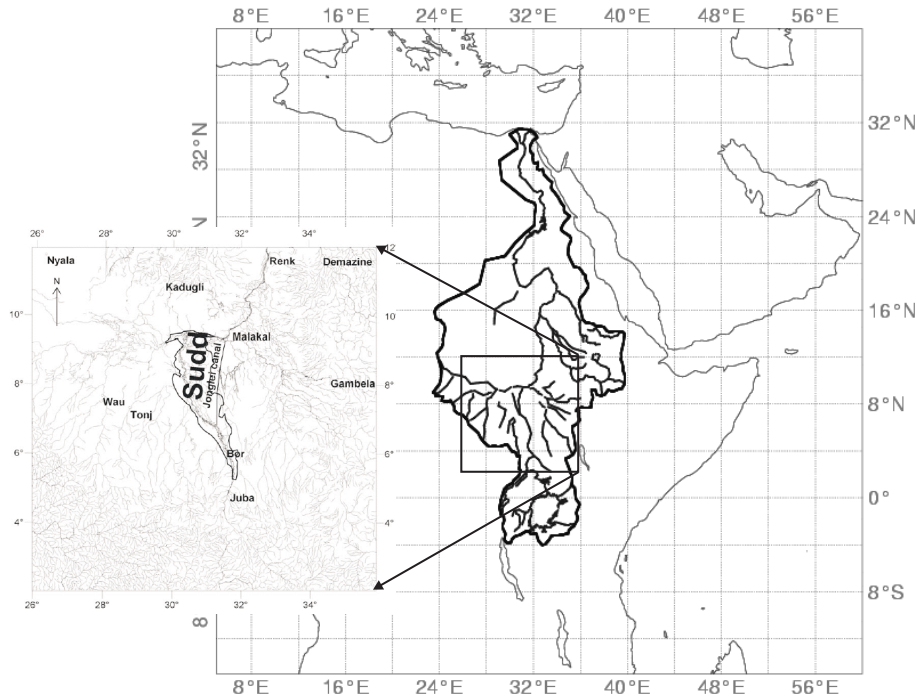 8°E 16°E 24°E 32°E 40°E 48°E 56°E
32°N
32°N
24°N
N
26° 28° 30° 32° 34° 12
Nyala
Renk
Demazine
N
Kadugli
16°N
10°
10
Malakal
Sudd
Jonglei canal
8°
8°
Gambela
8°N
Wau
Tonj
6°
Bor
6°
Juba
0°
4°
4°
26° 28° 30° 32° 34°
8°S
8
8°E 16°E 24°E 32°E 40°E 48°E 56°E